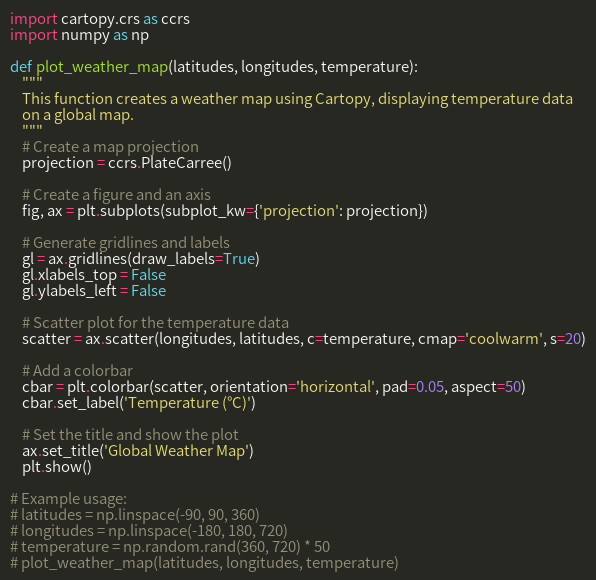 import cartopy.crs as ccrs
import numpy as np

def plot_weather_map(latitudes, longitudes, temperature):
    """
    This function creates a weather map using Cartopy, displaying temperature data
    on a global map.
    """
    # Create a map projection
    projection = ccrs.PlateCarree()

    # Create a figure and an axis
    fig, ax = plt.subplots(subplot_kw={'projection': projection})

    # Generate gridlines and labels
    gl = ax.gridlines(draw_labels=True)
    gl.xlabels_top = False
    gl.ylabels_left = False

    # Scatter plot for the temperature data
    scatter = ax.scatter(longitudes, latitudes, c=temperature, cmap='coolwarm', s=20)

    # Add a colorbar
    cbar = plt.colorbar(scatter, orientation='horizontal', pad=0.05, aspect=50)
    cbar.set_label('Temperature (°C)')

    # Set the title and show the plot
    ax.set_title('Global Weather Map')
    plt.show()

# Example usage:
# latitudes = np.linspace(-90, 90, 360)
# longitudes = np.linspace(-180, 180, 720)
# temperature = np.random.rand(360, 720) * 50
# plot_weather_map(latitudes, longitudes, temperature)